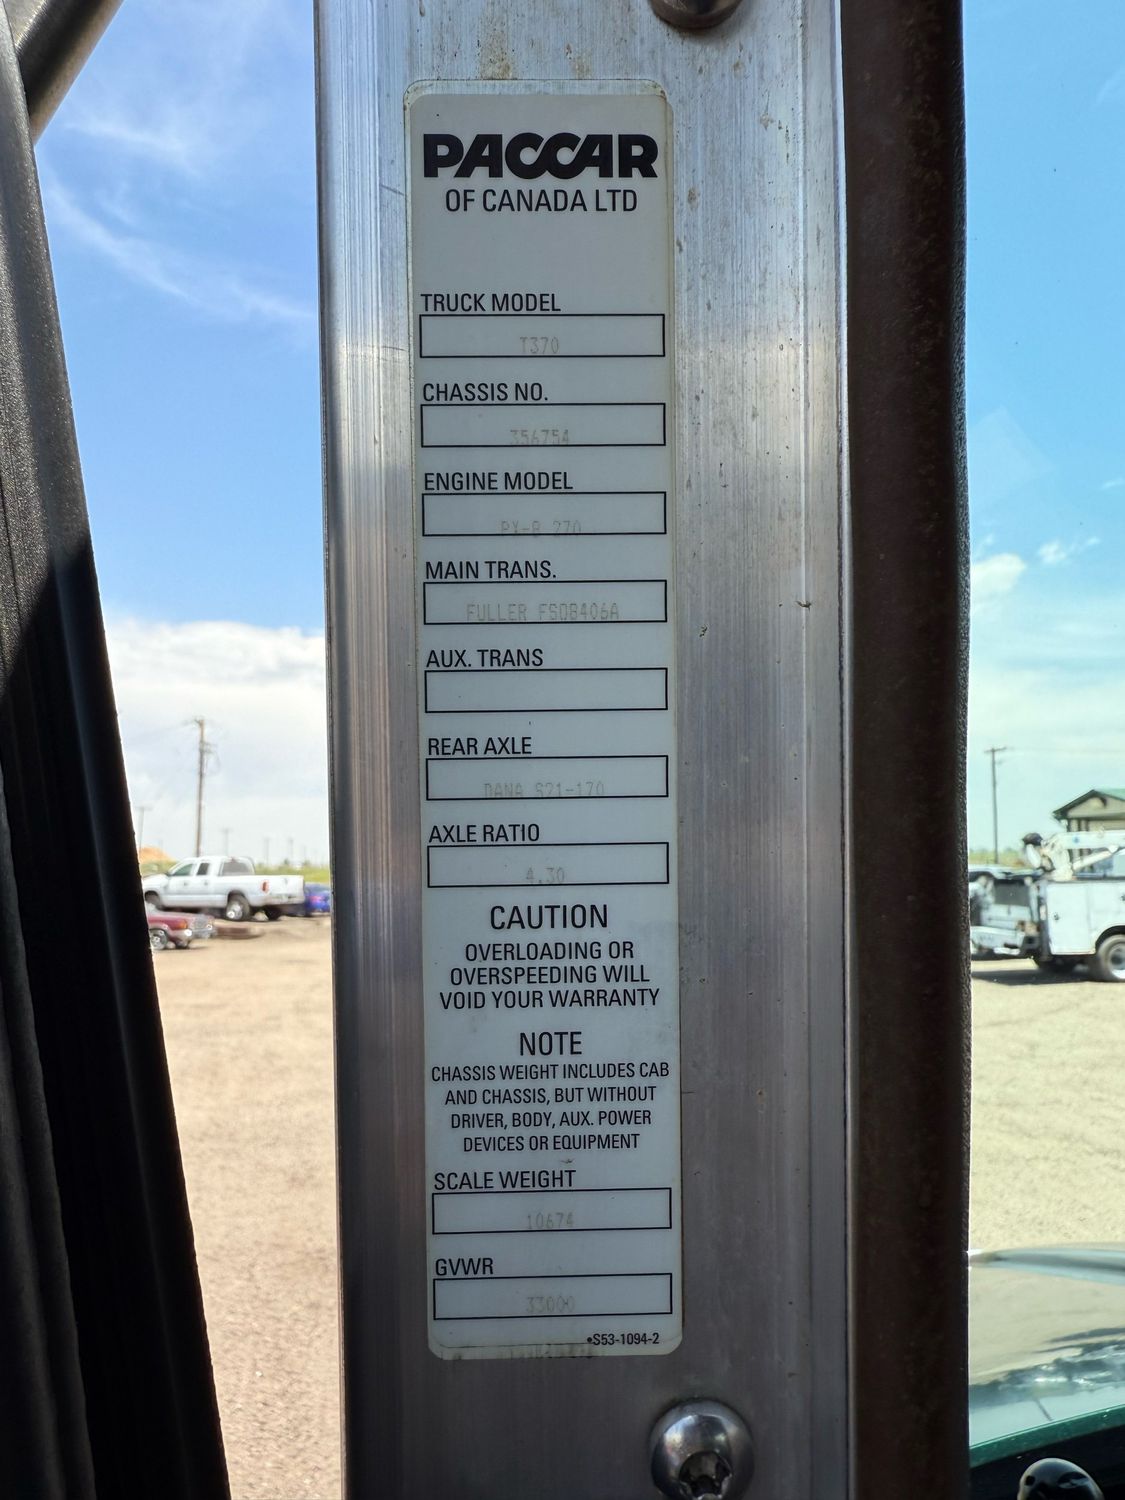 PACCAR
OF CANADA LTD
TRUCK MODEL
T370
CHASSIS NO.
356754
ENGINE MODEL
PX-8 270
MAIN TRANS.
FULLER FSO8406A
AUX. TRANS
REAR AXLE
DANA S21-170
AXLE RATIO
4.30
CAUTION
OVERLOADING OR
OVERSPEEDING WILL
VOID YOUR WARRANTY
NOTE
CHASSIS WEIGHT INCLUDES CAB
AND CHASSIS, BUT WITHOUT
DRIVER, BODY, AUX. POWER
DEVICES OR EQUIPMENT
SCALE WEIGHT
10674
GVWR
33000
•S53-1094-2